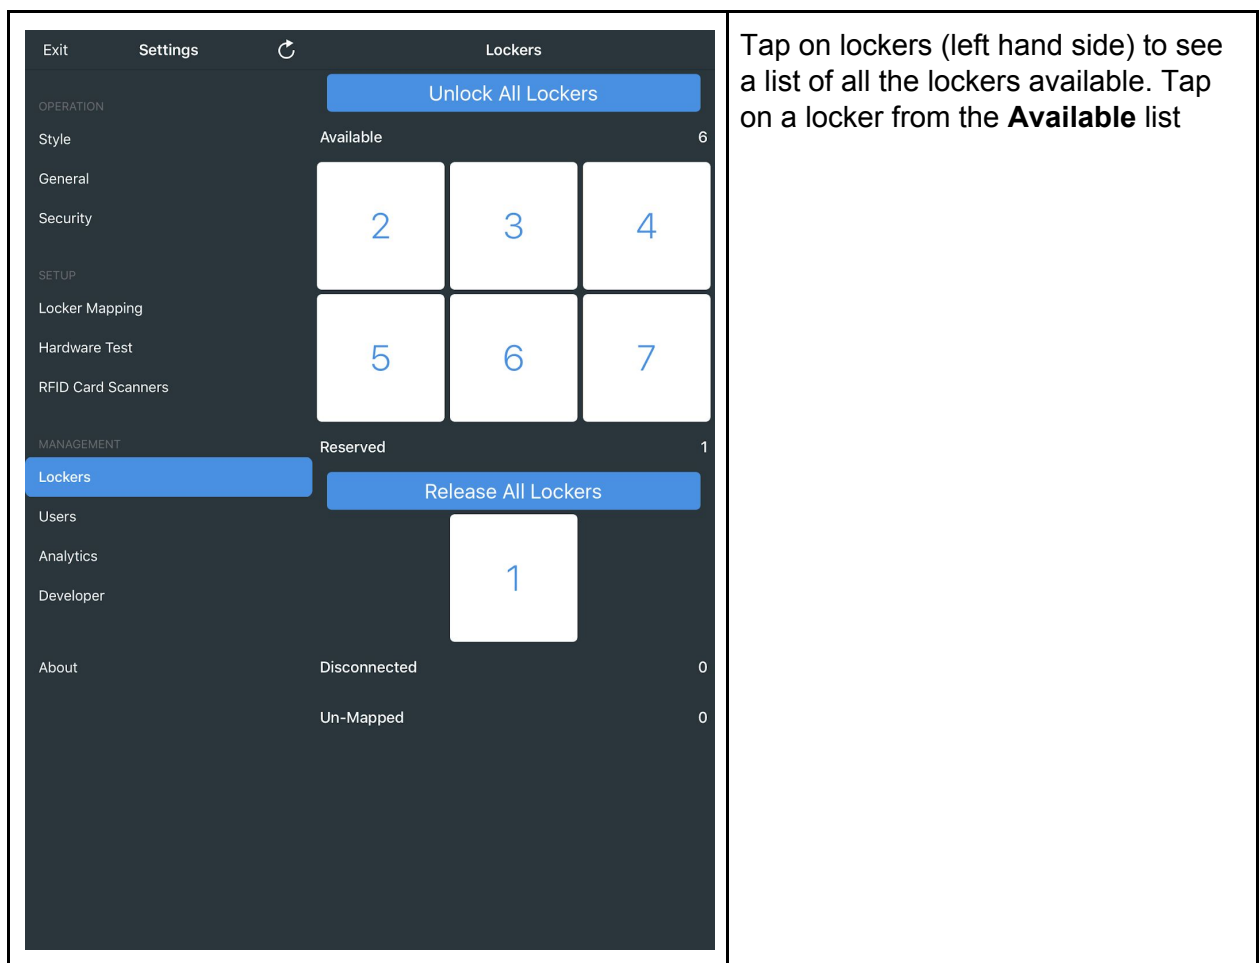 Exit
Settings
Lockers
OPERATION
Style
General
Security
SETUP
Locker Mapping
Hardware Test
RFID Card Scanners
MANAGEMENT
Lockers
Users
Analytics
Developer
About
Unlock All Lockers
Available 6
2 3 4
5 6 7
Reserved 1
Release All Lockers
1
Disconnected 0
Un-Mapped 0
Tap on lockers (left hand side) to see
a list of all the lockers available. Tap
on a locker from the Available list